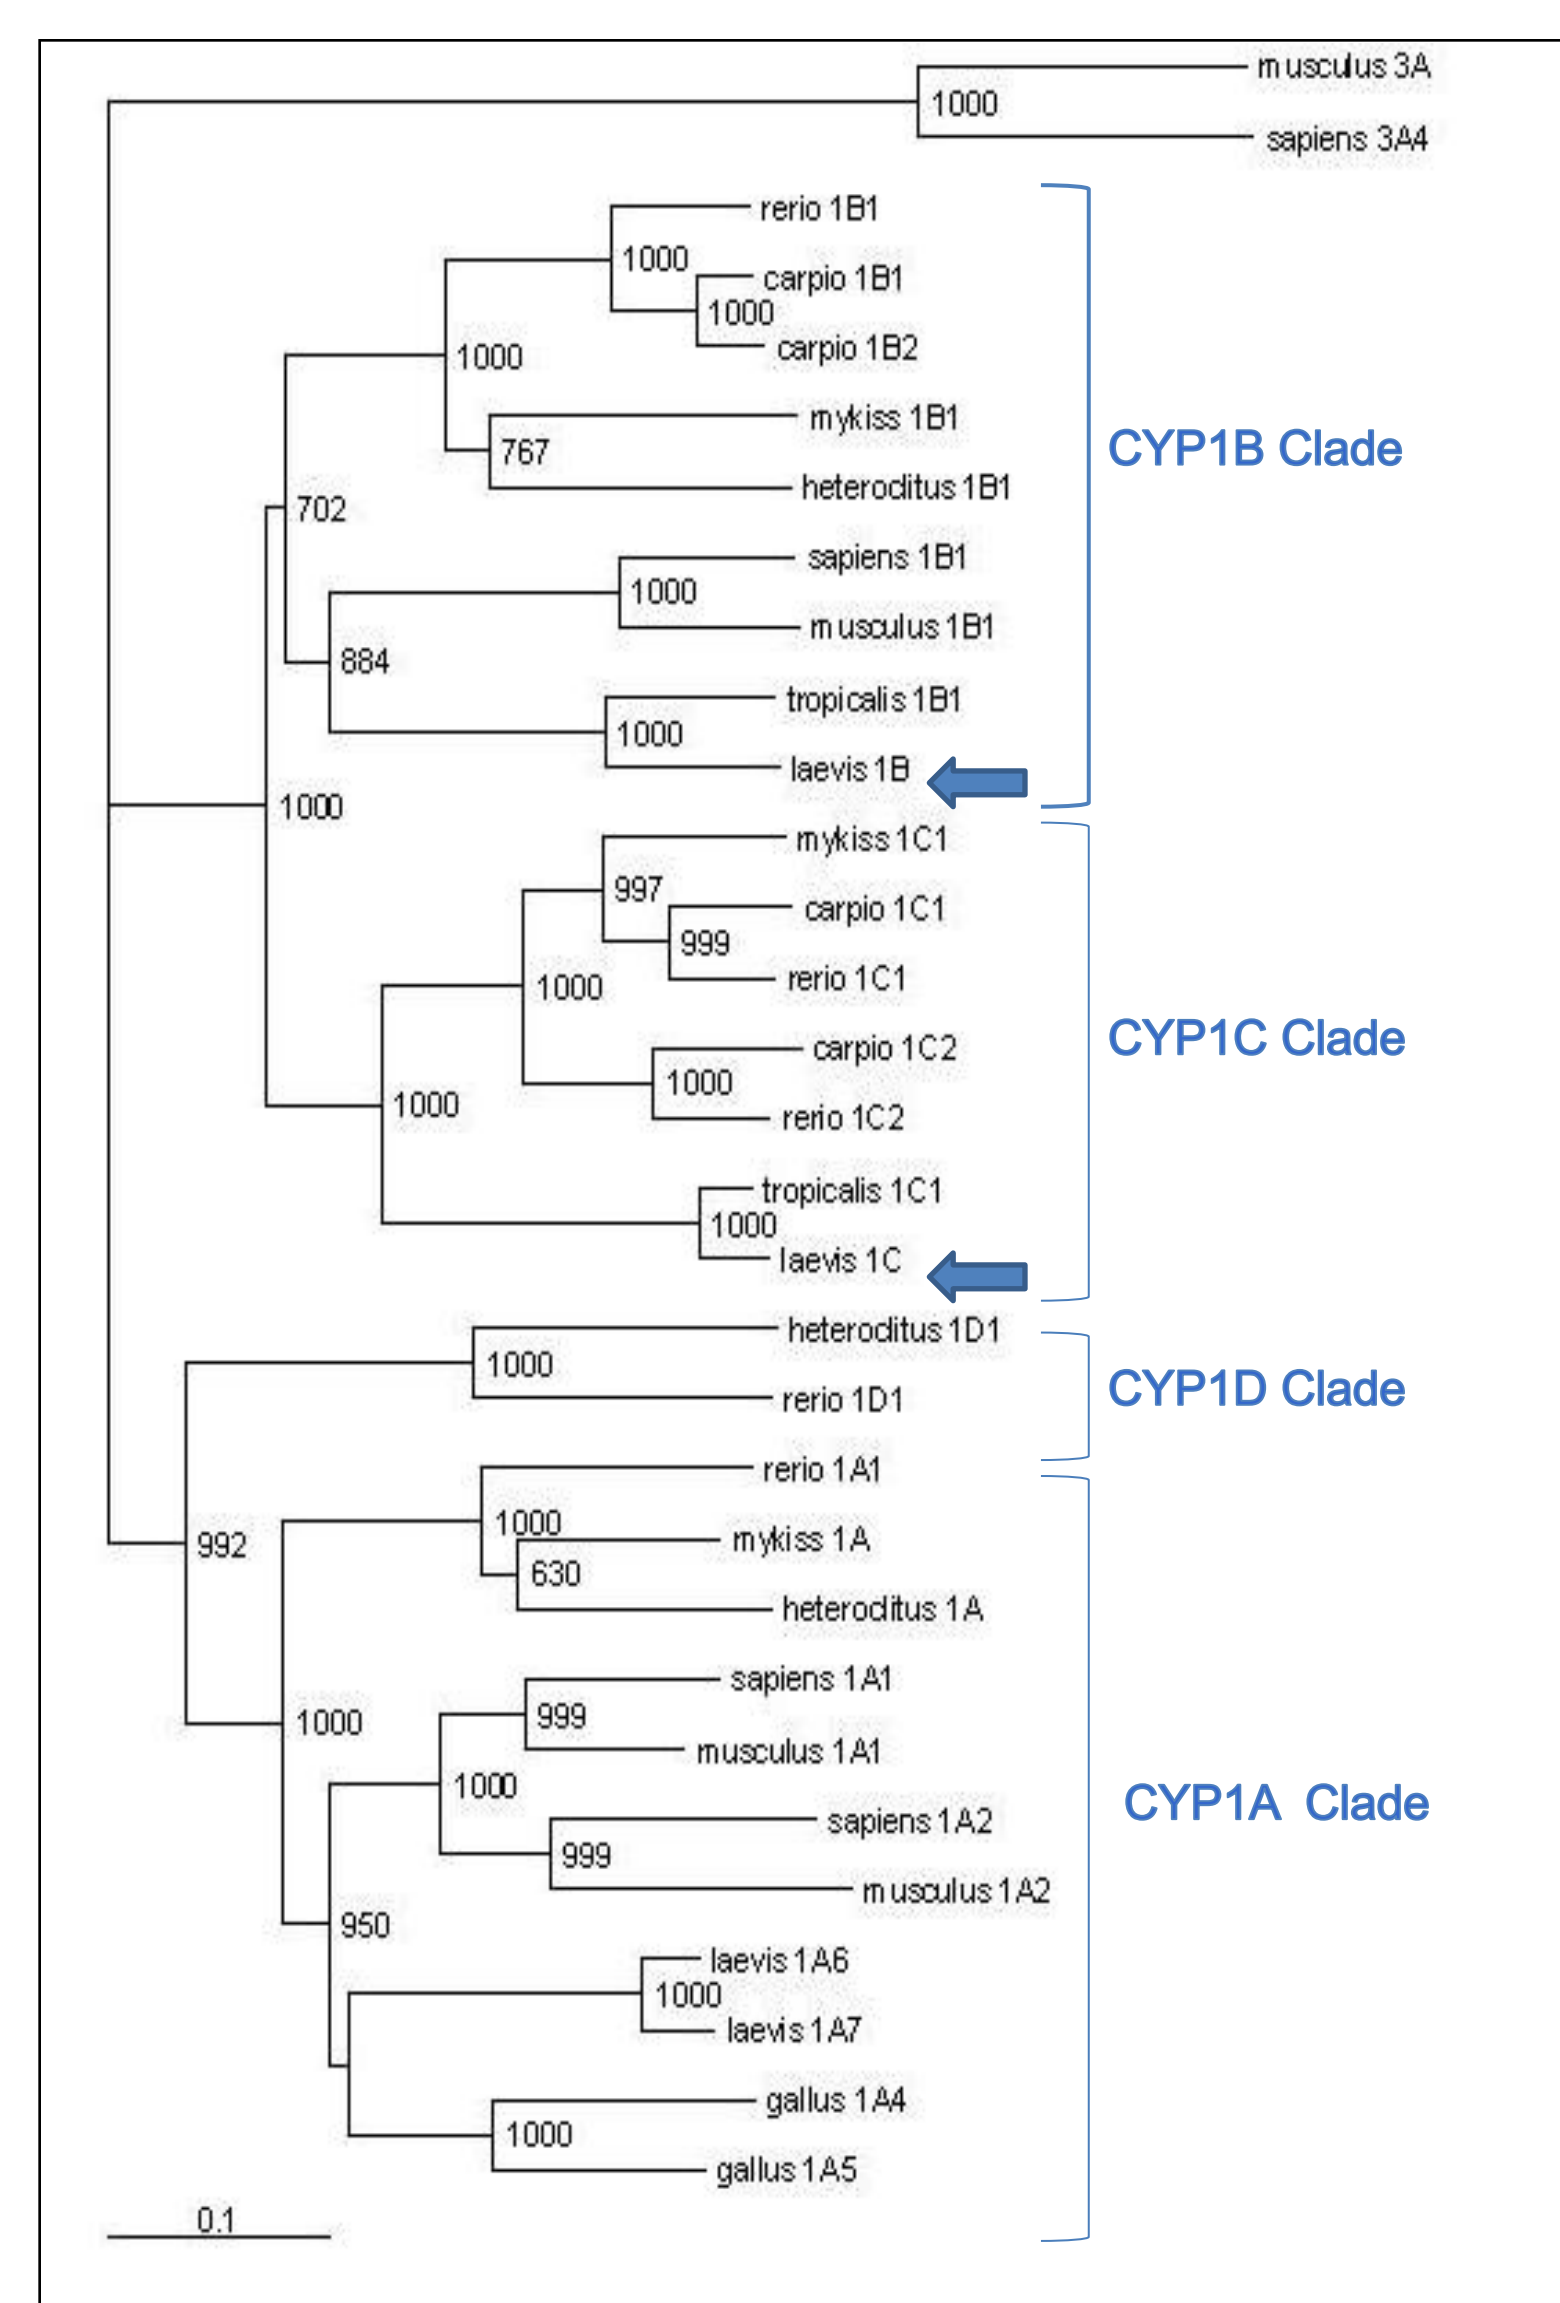 musculus 3A
1000
sapiens 3A4
rerio 1B1
1000
carpio 1B1
1000
carpio 1B2
1000
mykiss 1B1
767
heteroclitus 1B1
702
sapiens 1B1
1000
musculus 1B1
884
tropicalis 1B1
1000
laevis 1B
CYP1B Clade
1000
mykiss 1C1
997
carpio 1C1
999
rerio 1C1
1000
carpio 1C2
1000
rerio 1C2
1000
tropicalis 1C1
1000
laevis 1C
CYP1C Clade
heteroclitus 1D1
1000
rerio 1D1
CYP1D Clade
992
rerio 1A1
1000
mykiss 1A
630
heteroclitus 1A
1000
sapiens 1A1
999
musculus 1A1
1000
sapiens 1A2
999
musculus 1A2
CYP1A Clade
950
laevis 1A6
1000
laevis 1A7
gallus 1A4
1000
gallus 1A5
0.1